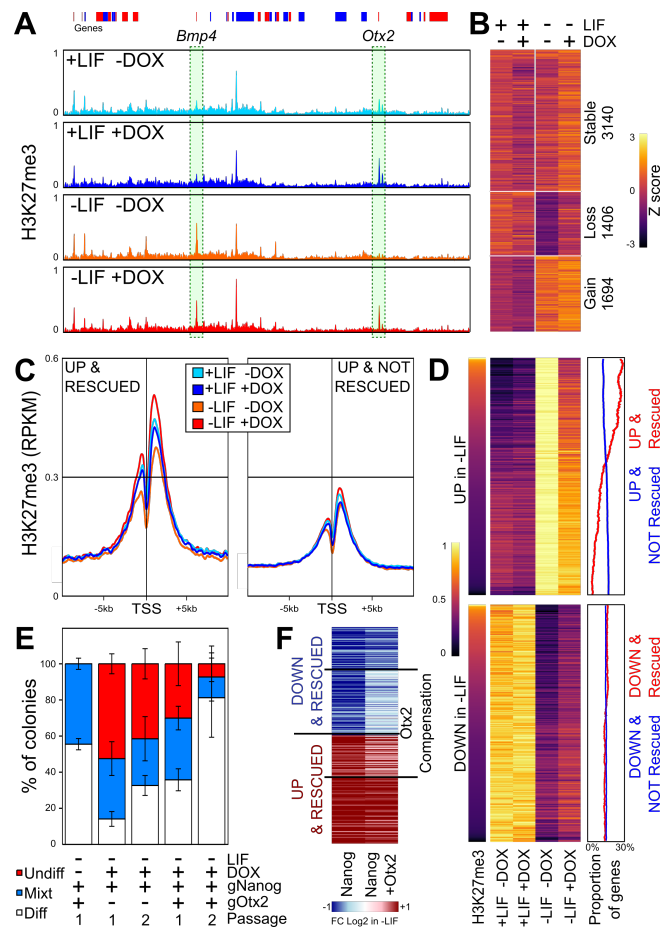 A
Genes
Bmp4
Otx2
H3K27me3
+LIF -DOX
1
0
+LIF +DOX
1
0
-LIF -DOX
1
0
-LIF +DOX
1
0
B
+ + - - LIF
- + - + DOX
Stable
3140
Loss
1406
Gain
1694
3
0
-3
Z score
C
H3K27me3 (RPKM)
0.6
0.3
0
UP &
RESCUED
UP & NOT
RESCUED
+LIF -DOX
+LIF +DOX
-LIF -DOX
-LIF +DOX
-5kb TSS +5kb
-5kb TSS +5kb
D
UP in -LIF
DOWN in -LIF
1
0.5
0
UP &
Rescued
UP &
NOT Rescued
DOWN &
Rescued
DOWN &
NOT Rescued
H3K27me3
+LIF -DOX
+LIF +DOX
-LIF -DOX
-LIF +DOX
0% 30%
Proportion
of genes
E
% of colonies
100
80
60
40
20
0
- - - - - LIF
- + + + + DOX
+ + + + + gNanog
- - - + + gOtx2
1 1 2 1 2 Passage
Undiff
Mixt
Diff
F
DOWN
& RESCUED
UP
& RESCUED
Otx2
Compensation
Nanog
Nanog
+Otx2
-1 +1
FC Log2 in -LIF